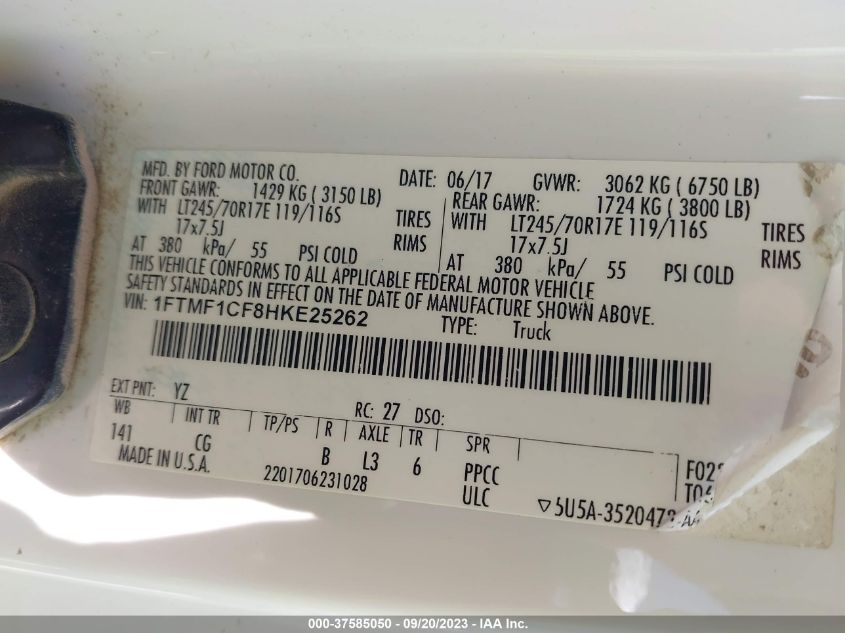 MFD. BY FORD MOTOR CO. DATE: 06/17 GVWR: 3062 KG ( 6750 LB)
FRONT GAWR: 1429 KG ( 3150 LB) REAR GAWR: 1724 KG ( 3800 LB)
WITH LT245/70R17E 119/116S TIRES WITH LT245/70R17E 119/116S TIRES
17x7.5J RIMS 17x7.5J RIMS
AT 380 kPa/ 55 PSI COLD AT 380 kPa/ 55 PSI COLD
THIS VEHICLE CONFORMS TO ALL APPLICABLE FEDERAL MOTOR VEHICLE
SAFETY STANDARDS IN EFFECT ON THE DATE OF MANUFACTURE SHOWN ABOVE.
VIN: 1FTMF1CF8HKE25262 TYPE: Truck
EXT PNT: YZ RC: 27 DSO:
WB INT TR TP/PS R AXLE TR SPR
141 CG B L3 6 PPCC F02
MADE IN U.S.A. 2201706231028 ULC T0
▽5U5A-3520472-AA
000-37585050 - 09/20/2023 - IAA Inc.